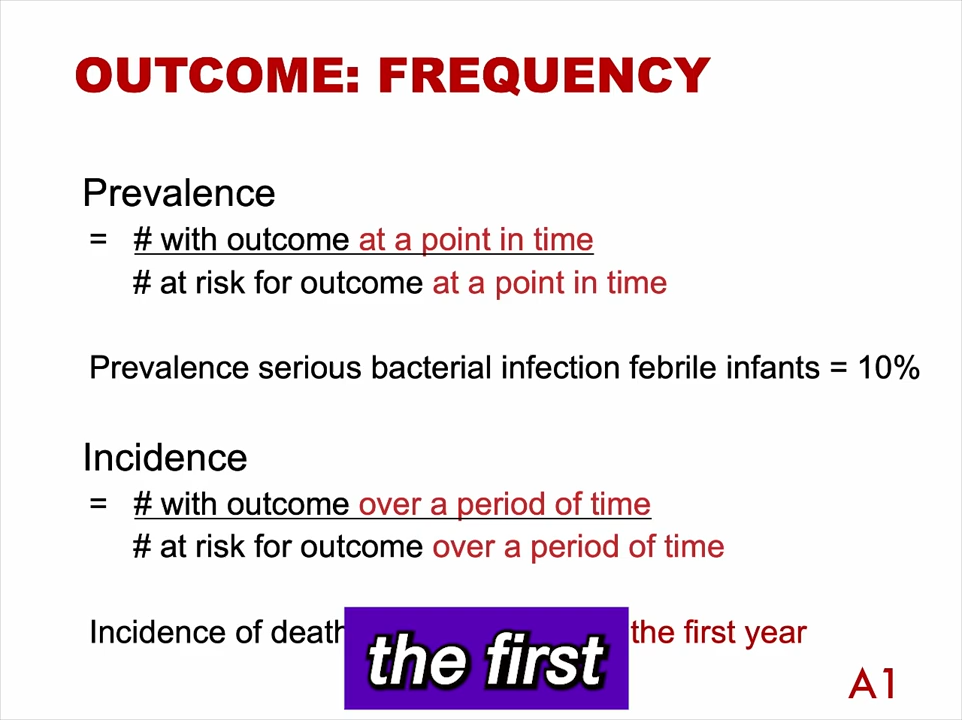 OUTCOME: FREQUENCY
Prevalence
= # with outcome at a point in time
# at risk for outcome at a point in time
Prevalence serious bacterial infection febrile infants = 10%
Incidence
= # with outcome over a period of time
# at risk for outcome over a period of time
Incidence of death the first year
the first
A1